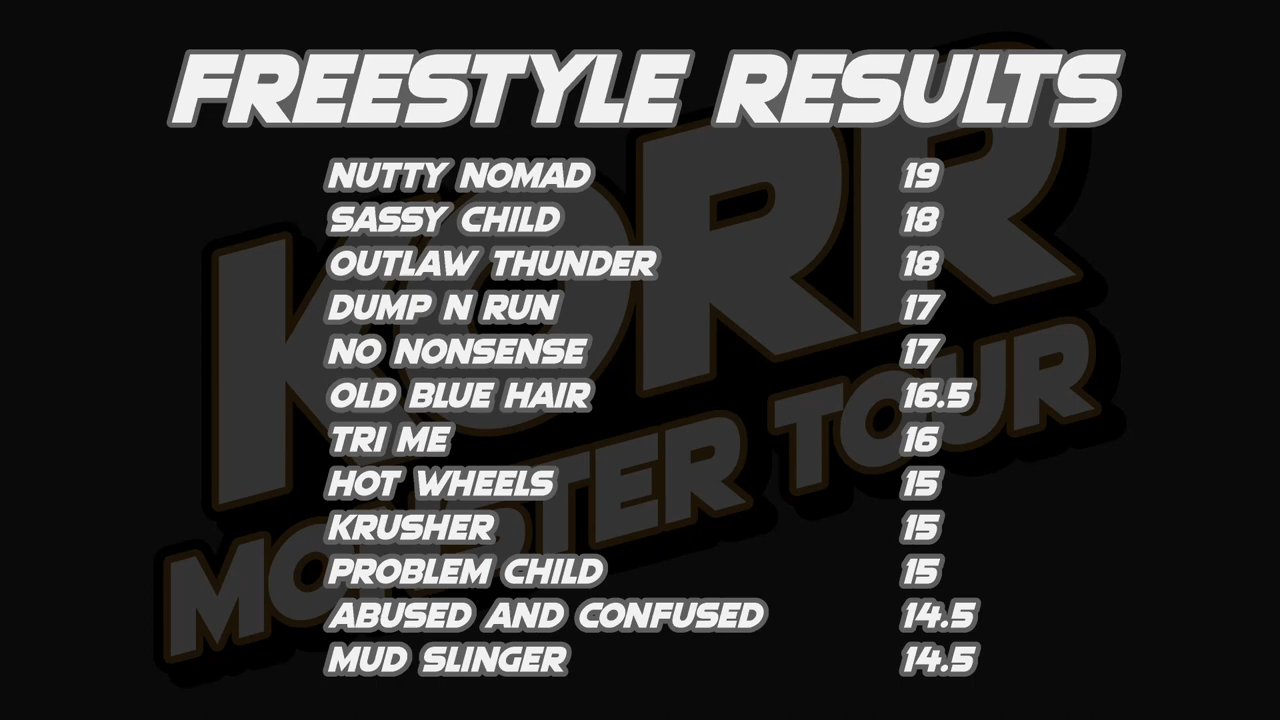 FREESTYLE RESULTS
NUTTY NOMAD 19
SASSY CHILD 18
OUTLAW THUNDER 18
DUMP N RUN 17
NO NONSENSE 17
OLD BLUE HAIR 16.5
TRI ME 16
HOT WHEELS 15
KRUSHER 15
PROBLEM CHILD 15
ABUSED AND CONFUSED 14.5
MUD SLINGER 14.5
KORR
MONSTER TOUR